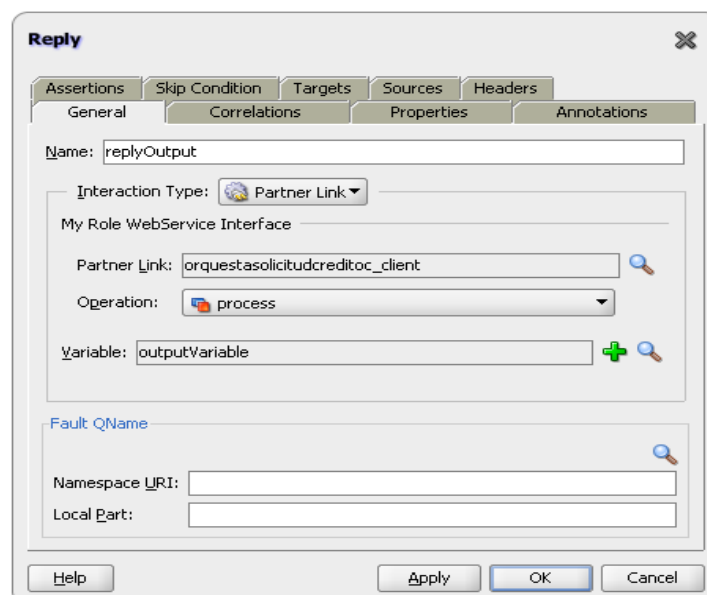 Reply
Assertions Skip Condition Targets Sources Headers
General Correlations Properties Annotations
Name: replyOutput
Interaction Type: Partner Link
My Role WebService Interface
Partner Link: orquestasolicitudcreditoc_client
Operation: process
Variable: outputVariable
Fault QName
Namespace URI:
Local Part:
Help Apply OK Cancel